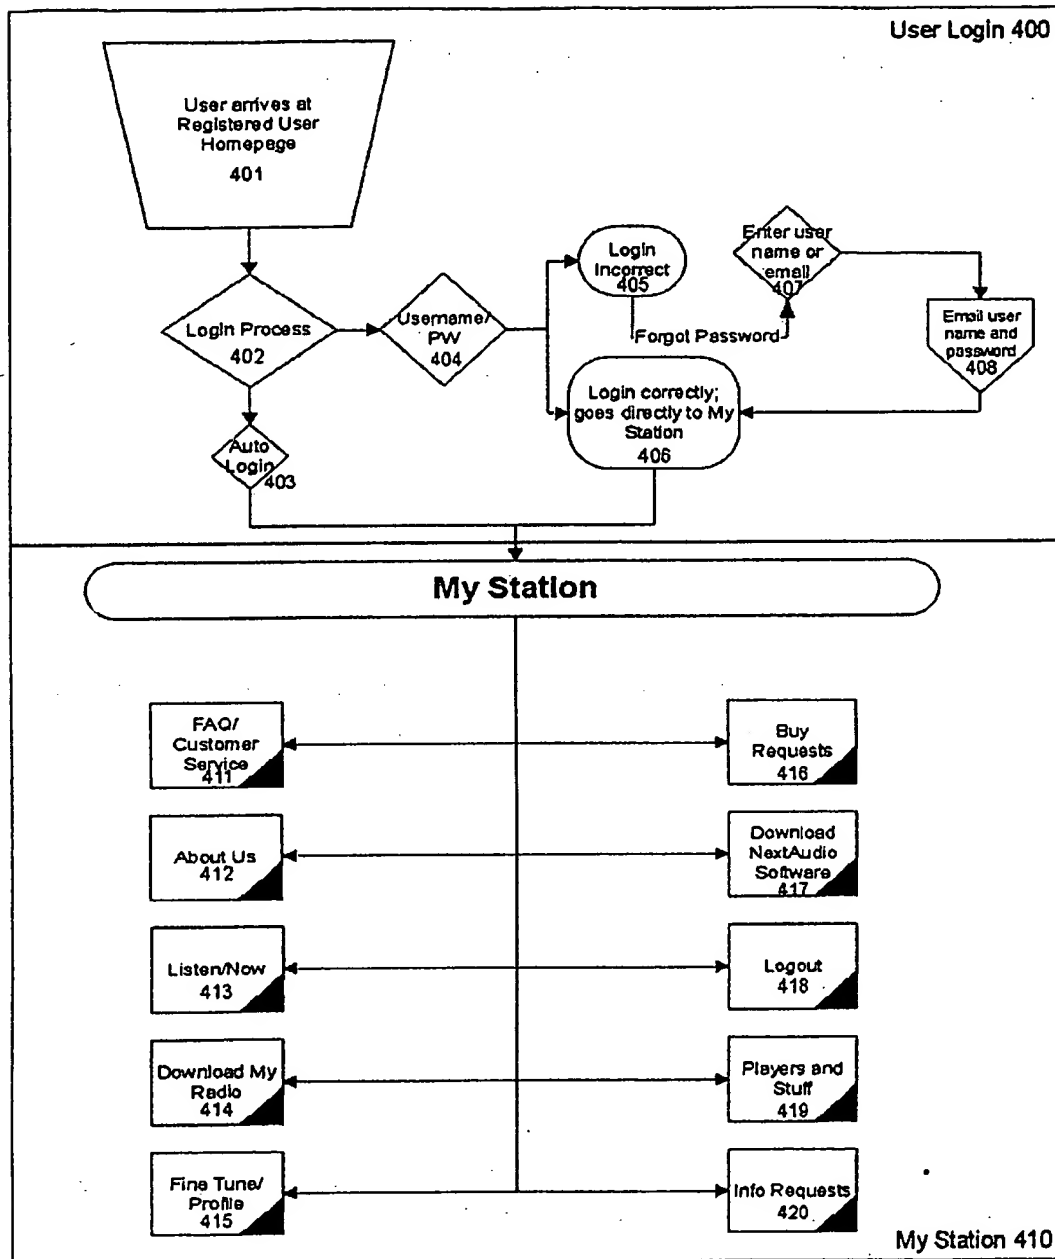 User Login 400
User arrives at
Registered User
Homepage
401
Login Process
402
Auto
Login
403
Username/
PW
404
Login
Incorrect
405
Forgot Password
Enter user
name or
email
407
Email user
name and
password
408
Login correctly;
goes directly to My
Station
406
My Station
FAQ/
Customer
Service
411
About Us
412
Listen/Now
413
Download My
Radio
414
Fine Tune/
Profile
415
Buy
Requests
416
Download
NextAudio
Software
417
Logout
418
Players and
Stuff
419
Info Requests
420
My Station 410